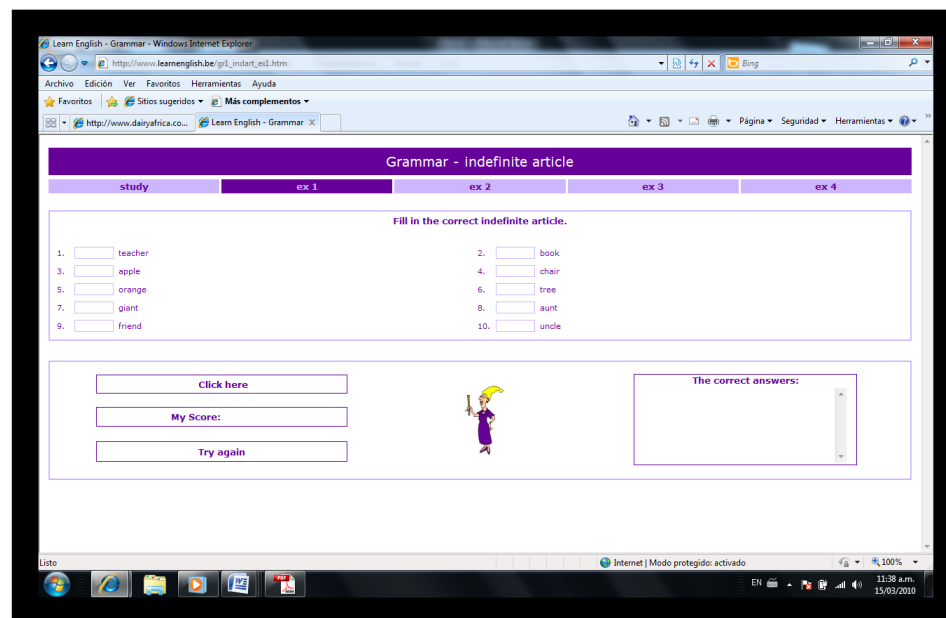 Learn English - Grammar - Windows Internet Explorer
http://www.learnenglish.be/gr1_indart_ex1.htm
Bing
Archivo Edición Ver Favoritos Herramientas Ayuda
Favoritos Sitios sugeridos Más complementos
http://www.dairyafrica.co... Learn English - Grammar X Página Seguridad Herramientas
Grammar - indefinite article
study ex 1 ex 2 ex 3 ex 4
Fill in the correct indefinite article.
1. teacher 2. book
3. apple 4. chair
5. orange 6. tree
7. giant 8. aunt
9. friend 10. uncle
Click here
The correct answers:
My Score:
Try again
Listo Internet | Modo protegido: activado 100%
EN 11:38 a.m.
15/03/2010